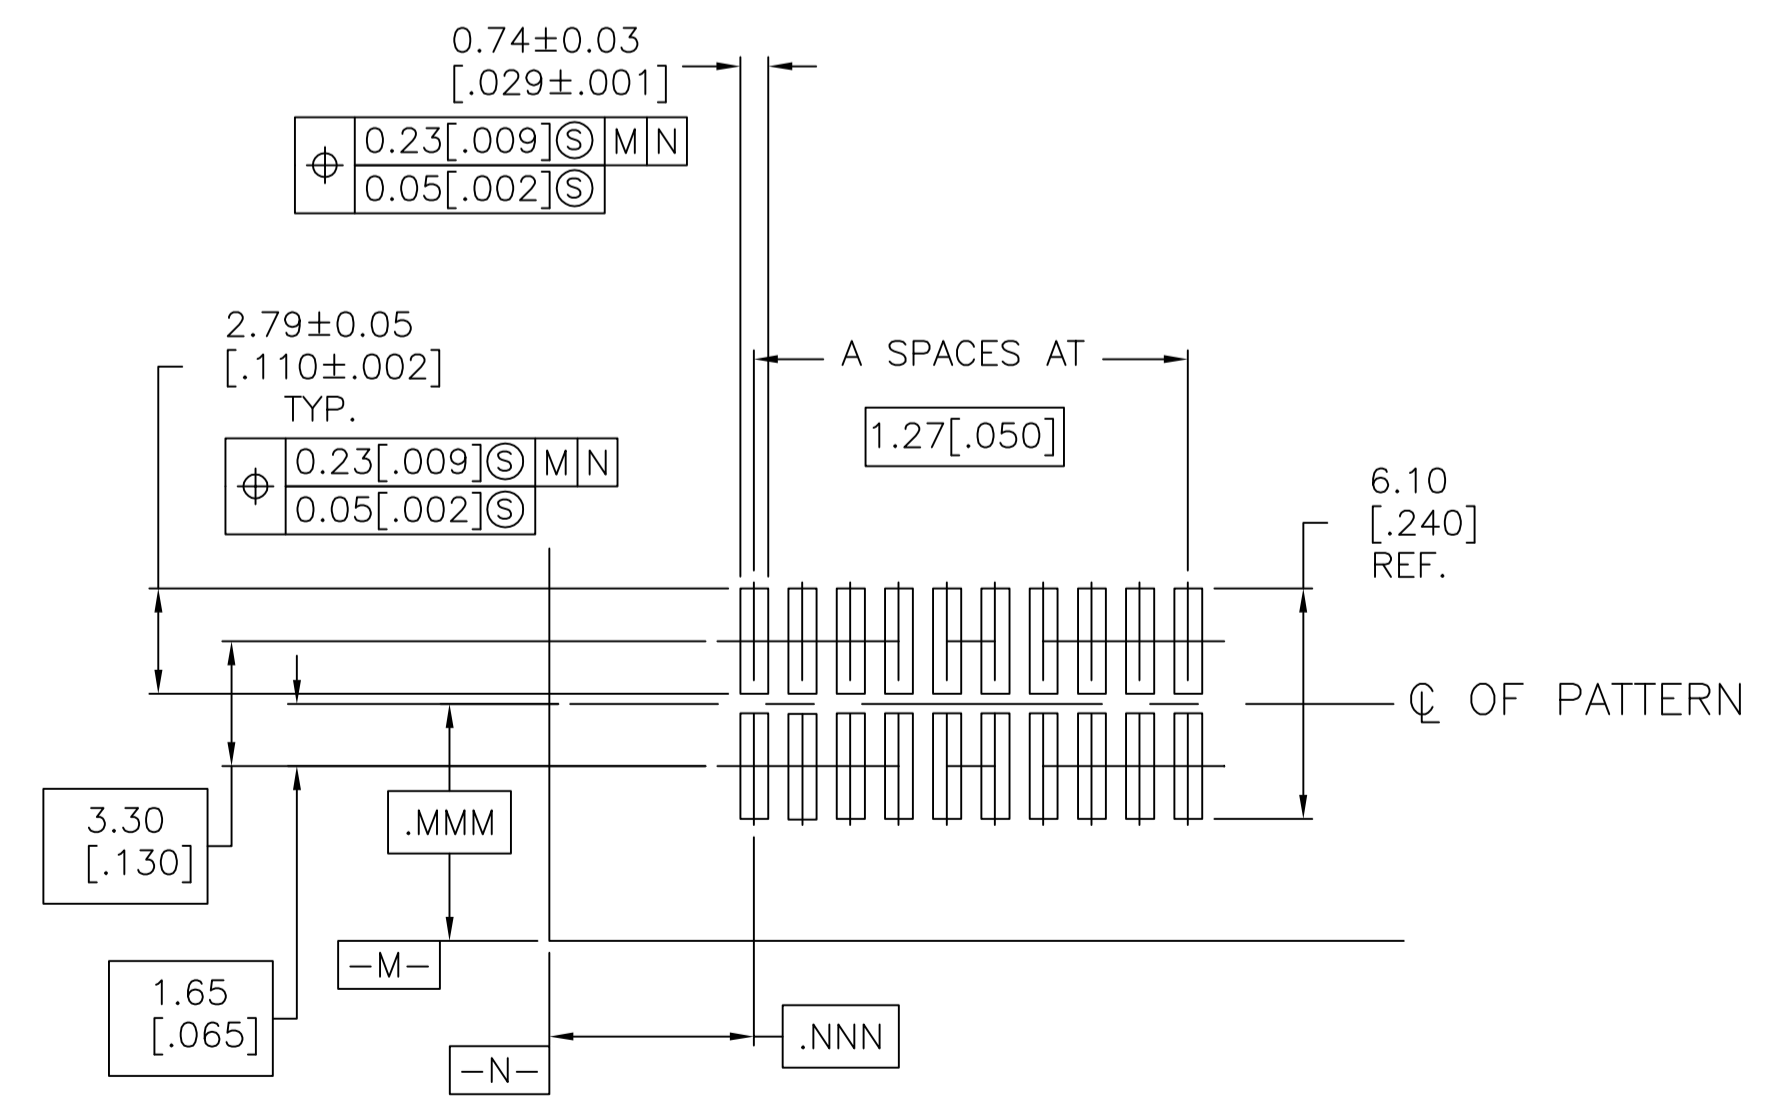 0.74±0.03
[.029±.001]
⌖ 0.23[.009]Ⓢ M N
0.05[.002]Ⓢ
2.79±0.05
[.110±.002]
TYP.
⌖ 0.23[.009]Ⓢ M N
0.05[.002]Ⓢ
A SPACES AT
1.27[.050]
6.10
[.240]
REF.
℄ OF PATTERN
3.30
[.130]
.MMM
-M-
1.65
[.065]
.NNN
-N-